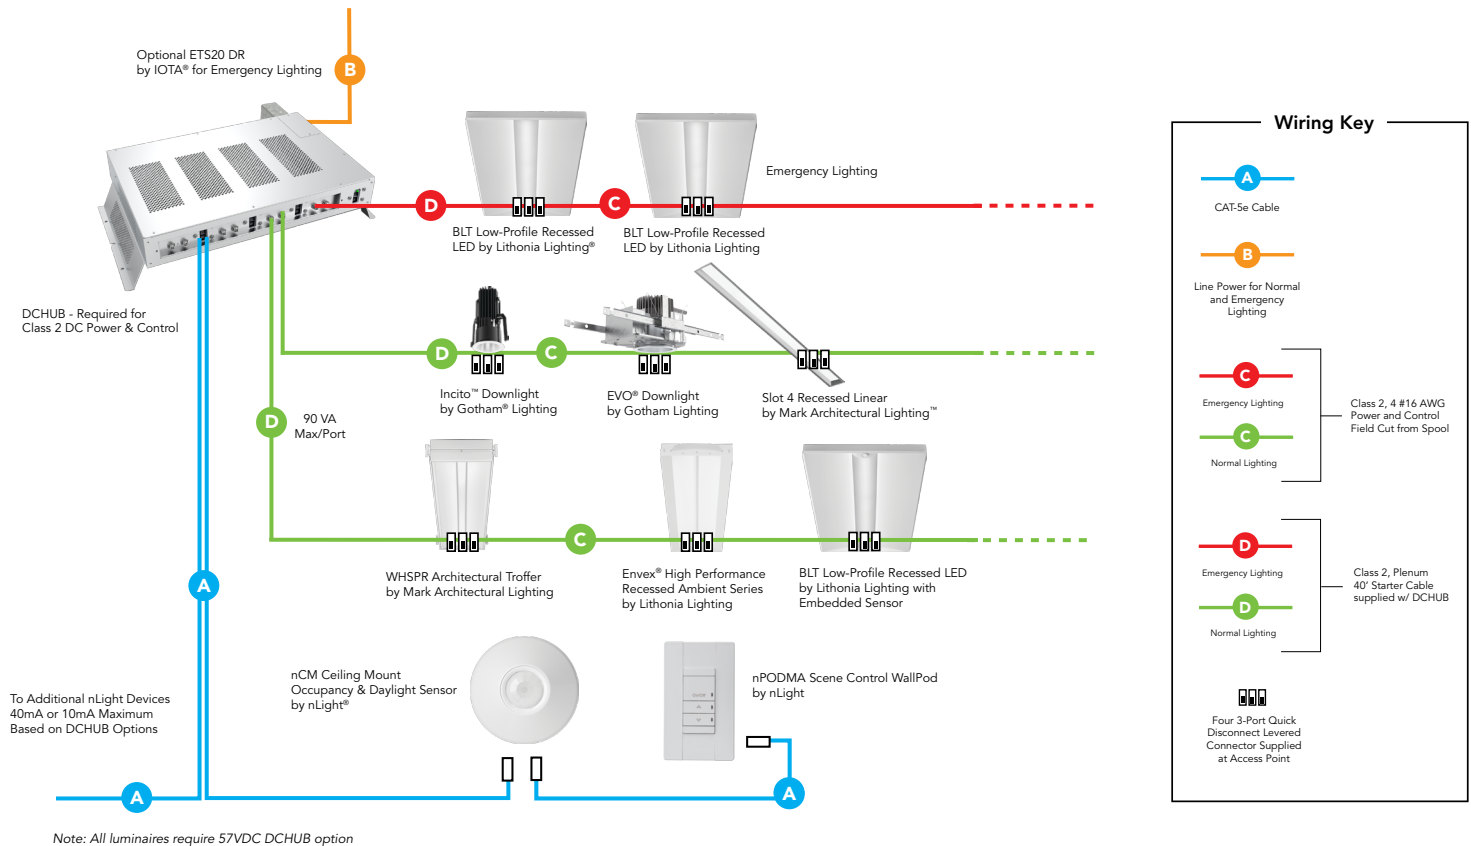 Optional ETS20 DR
by IOTA® for Emergency Lighting
B
Emergency Lighting
D
C
BLT Low-Profile Recessed
LED by Lithonia Lighting®
BLT Low-Profile Recessed
LED by Lithonia Lighting
DCHUB - Required for
Class 2 DC Power & Control
D
C
Incito™ Downlight
by Gotham® Lighting
EVO® Downlight
by Gotham Lighting
Slot 4 Recessed Linear
by Mark Architectural Lighting™
D
90 VA
Max/Port
C
WHSPR Architectural Troffer
by Mark Architectural Lighting
Envex® High Performance
Recessed Ambient Series
by Lithonia Lighting
BLT Low-Profile Recessed LED
by Lithonia Lighting with
Embedded Sensor
A
nCM Ceiling Mount
Occupancy & Daylight Sensor
by nLight®
nPODMA Scene Control WallPod
by nLight
To Additional nLight Devices
40mA or 10mA Maximum
Based on DCHUB Options
A
A
Note: All luminaires require 57VDC DCHUB option
Wiring Key
A
CAT-5e Cable
B
Line Power for Normal
and Emergency
Lighting
C
Emergency Lighting
C
Normal Lighting
Class 2, 4 #16 AWG
Power and Control
Field Cut from Spool
D
Emergency Lighting
D
Normal Lighting
Class 2, Plenum
40' Starter Cable
supplied w/ DCHUB
Four 3-Port Quick
Disconnect Levered
Connector Supplied
at Access Point